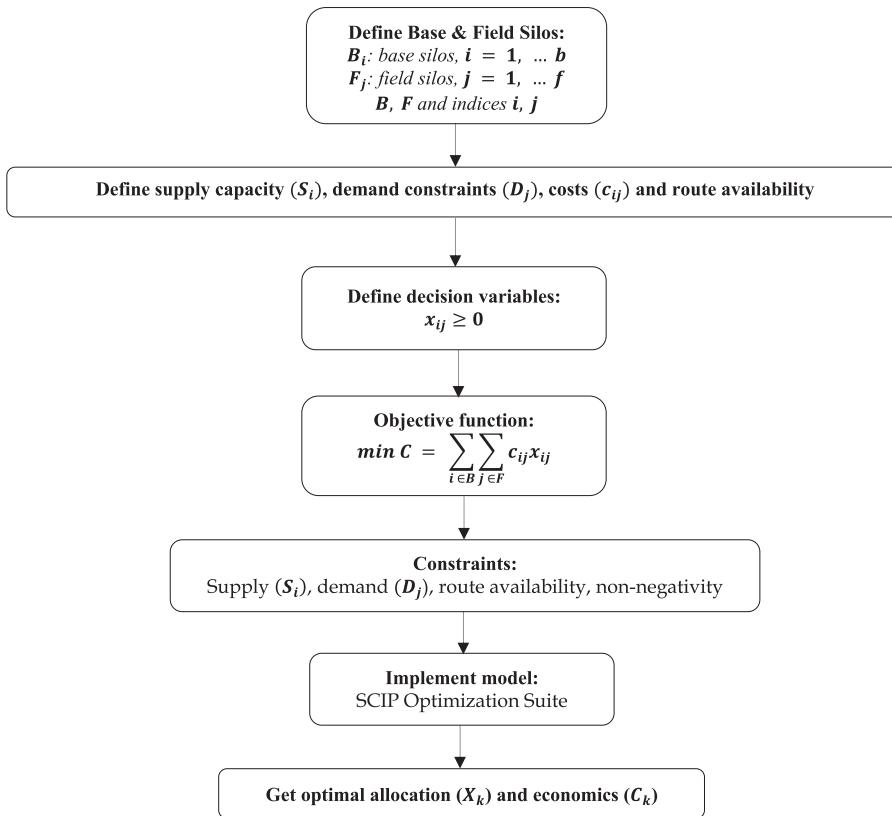 Define Base & Field Silos:
B_i: base silos, i = 1, … b
F_j: field silos, j = 1, … f
B, F and indices i, j
Define supply capacity (S_i), demand constraints (D_j), costs (c_ij) and route availability
Define decision variables:
x_ij ≥ 0
Objective function:
min C = ∑_{i ∈B} ∑_{j ∈F} c_ij x_ij
Constraints:
Supply (S_i), demand (D_j), route availability, non-negativity
Implement model:
SCIP Optimization Suite
Get optimal allocation (X_k) and economics (C_k)